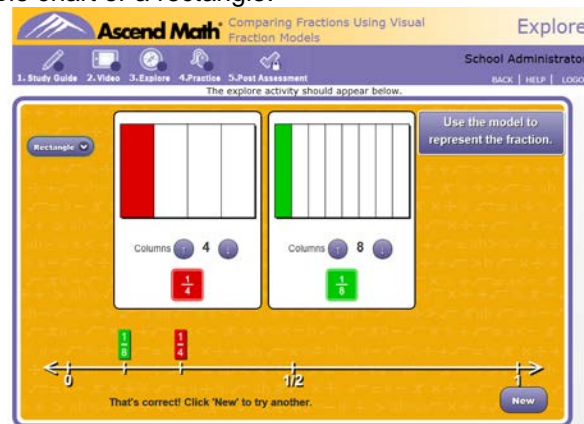 Ascend Math
Comparing Fractions Using Visual
Fraction Models
Explore
1. Study Guide 2. Video 3. Explore 4. Practice 5. Post Assessment
School Administrator
BACK | HELP |
The explore activity should appear below.
Rectangle
Use the model to
represent the fraction.
Columns 4
Columns 8
1/4
1/8
1/8
1/4
0 1/2 1
That's correct! Click 'New' to try another.
New